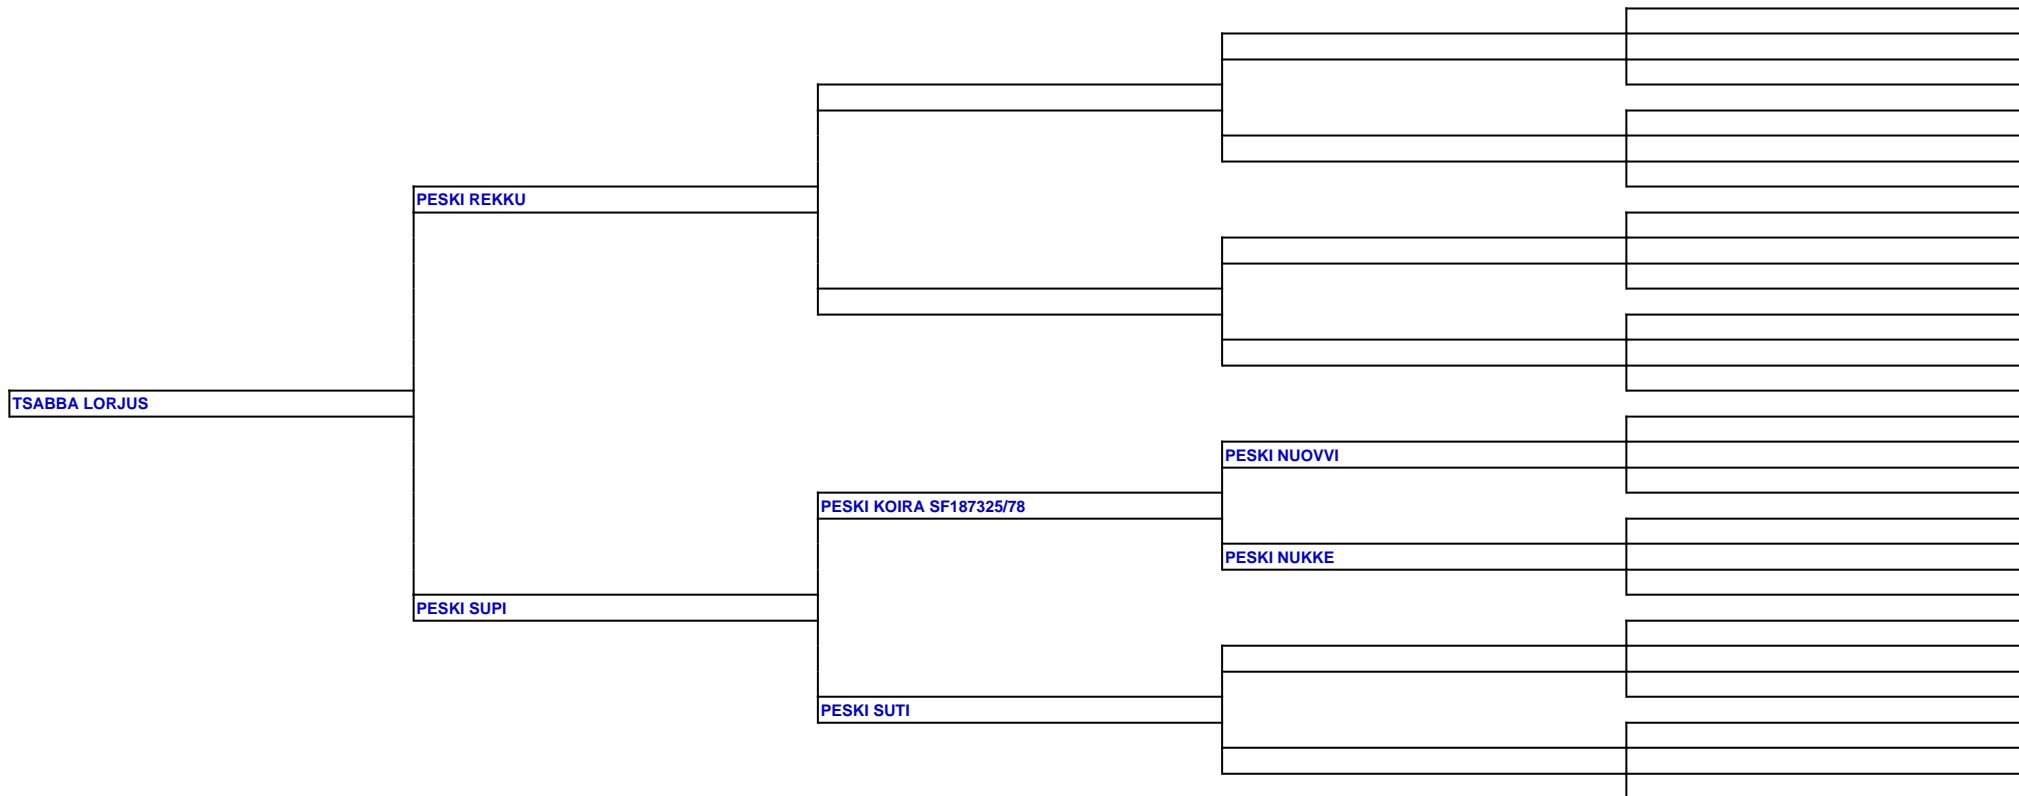 PESKI REKKU
TSABBA LORJUS
PESKI NUOVVI
PESKI KOIRA SF187325/78
PESKI NUKKE
PESKI SUPI
PESKI SUTI